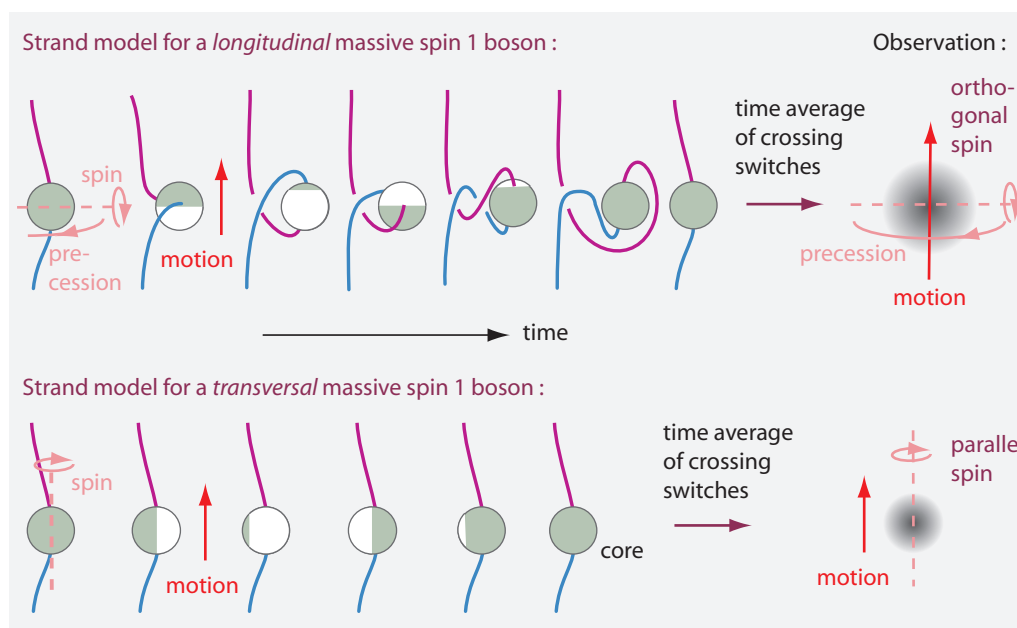 Strand model for a longitudinal massive spin 1 boson :
Observation :
spin
pre-
cession
motion
time average
of crossing
switches
ortho-
gonal
spin
precession
motion
time
Strand model for a transversal massive spin 1 boson :
spin
motion
core
time average
of crossing
switches
paralle
spin
motion